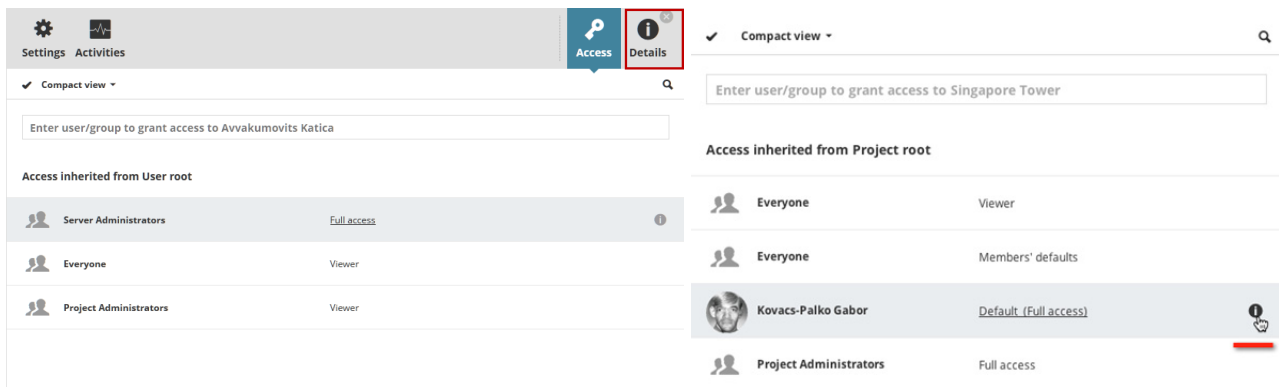 Settings Activities
Access
Details
Compact view
Enter user/group to grant access to Avvakumovits Katica
Access inherited from User root
Server Administrators Full access
Everyone Viewer
Project Administrators Viewer
Compact view
Enter user/group to grant access to Singapore Tower
Access inherited from Project root
Everyone Viewer
Everyone Members' defaults
Kovacs-Palko Gabor Default (Full access)
Project Administrators Full access